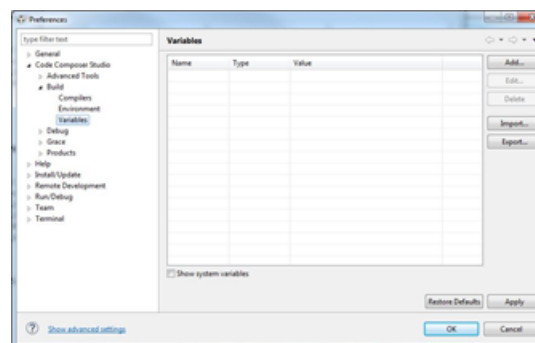 Preferences
type filter text
General
Code Composer Studio
Advanced Tools
Build
Compilers
Environment
Variables
Debug
Grace
Products
Help
Install/Update
Remote Development
Run/Debug
Team
Terminal
Variables
Name Type Value
Add...
Edit...
Delete
Import...
Export...
Show system variables
Restore Defaults Apply
Show advanced settings
OK Cancel